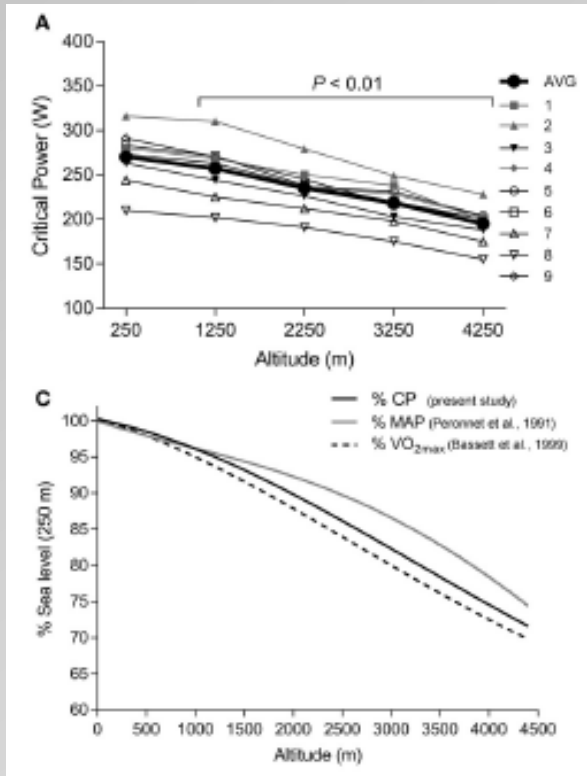 A
400
350
300
250
200
150
100
Critical Power (W)
P < 0.01
250 1250 2250 3250 4250
Altitude (m)
AVG
1
2
3
4
5
6
7
8
9
C
% CP (present study)
% MAP (Peronnet et al., 1991)
% VO2max (Bassett et al., 1999)
100
95
90
85
80
75
70
65
60
% Sea level (250 m)
0 500 1000 1500 2000 2500 3000 3500 4000 4500
Altitude (m)